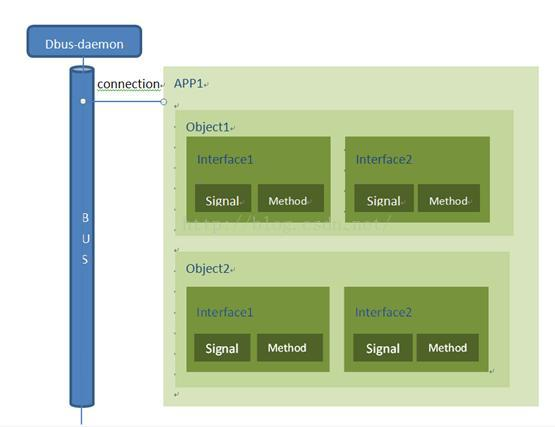 Dbus-daemon
connection
APP1
Object1
Interface1
Interface2
Signal
Method
Signal
Method
http://blog.csdn.net/
BUS
Object2
Interface1
Interface2
Signal
Method
Signal
Method